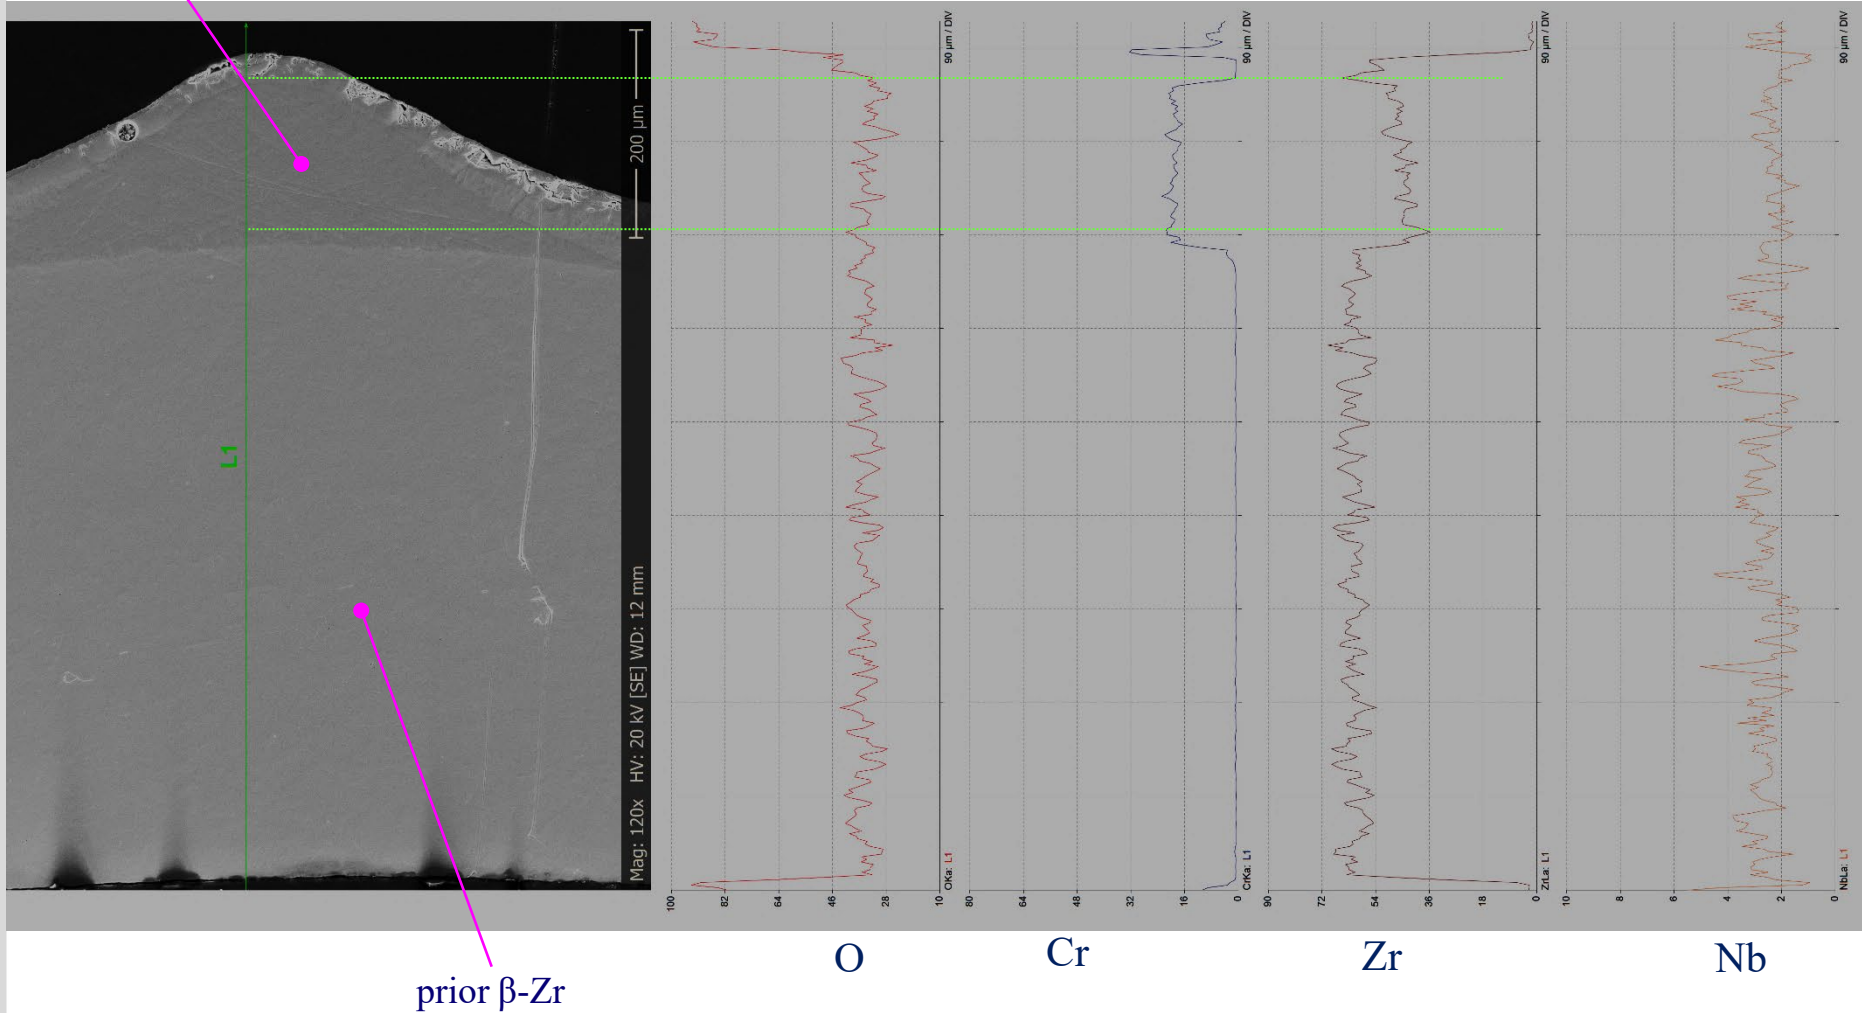 L1
200 µm
Mag: 120x HV: 20 kV [SE] WD: 12 mm
90 µm / DIV
OKa: L1
100
82
64
46
28
10
90 µm / DIV
CrKa: L1
80
64
48
32
16
0
90 µm / DIV
ZrLa: L1
90
72
54
36
18
0
90 µm / DIV
NbLa: L1
10
8
6
4
2
0
O
Cr
Zr
Nb
prior β-Zr